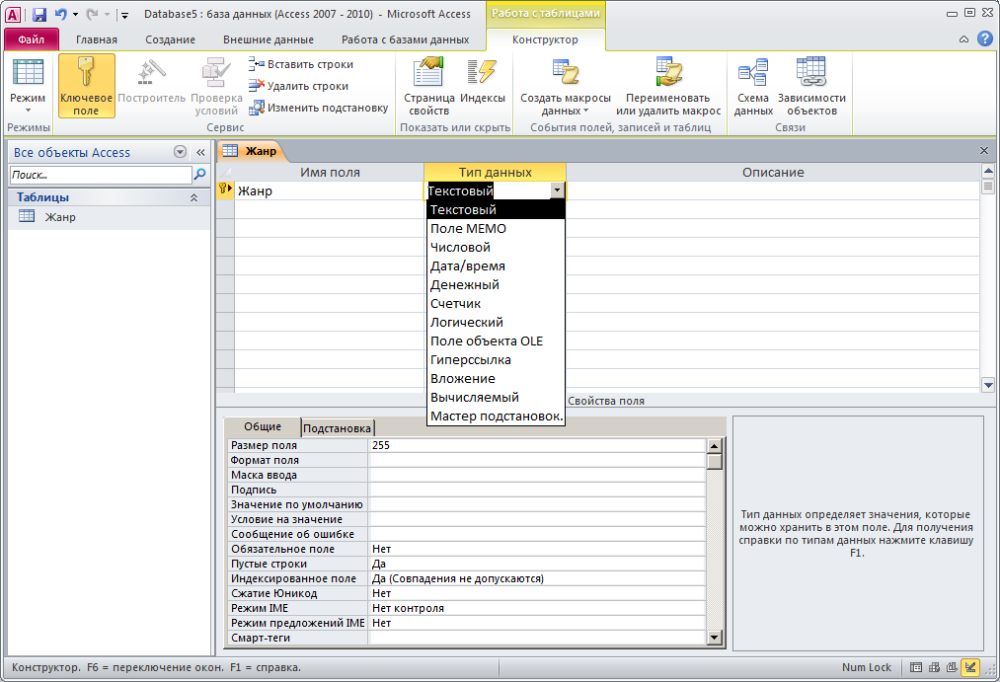 Database5 : база данных (Access 2007 - 2010) - Microsoft Access
Работа с таблицами
Файл
Главная
Создание
Внешние данные
Работа с базами данных
Конструктор
Режим
Режимы
Ключевое
поле
Построитель
Проверка
условий
Вставить строки
Удалить строки
Изменить подстановку
Сервис
Страница
свойств
Индексы
Показать или скрыть
Создать макросы
данных
Переименовать
или удалить макрос
События полей, записей и таблиц
Схема
данных
Зависимости
объектов
Связи
Все объекты Access
Поиск...
Таблицы
Жанр
Жанр
Имя поля
Тип данных
Описание
Жанр
Текстовый
Текстовый
Поле МЕМО
Числовой
Дата/время
Денежный
Счетчик
Логический
Поле объекта OLE
Гиперссылка
Вложение
Вычисляемый
Мастер подстановок.
Свойства поля
Общие
Подстановка
Размер поля 255
Формат поля
Маска ввода
Подпись
Значение по умолчанию
Условие на значение
Сообщение об ошибке
Обязательное поле Нет
Пустые строки Да
Индексированное поле Да (Совпадения не допускаются)
Сжатие Юникод Нет
Режим IME Нет контроля
Режим предложений IME Нет
Смарт-теги
Тип данных определяет значения, которые
можно хранить в этом поле. Для получения
справки по типам данных нажмите клавишу
F1.
Конструктор. F6 = переключение окон. F1 = справка.
Num Lock